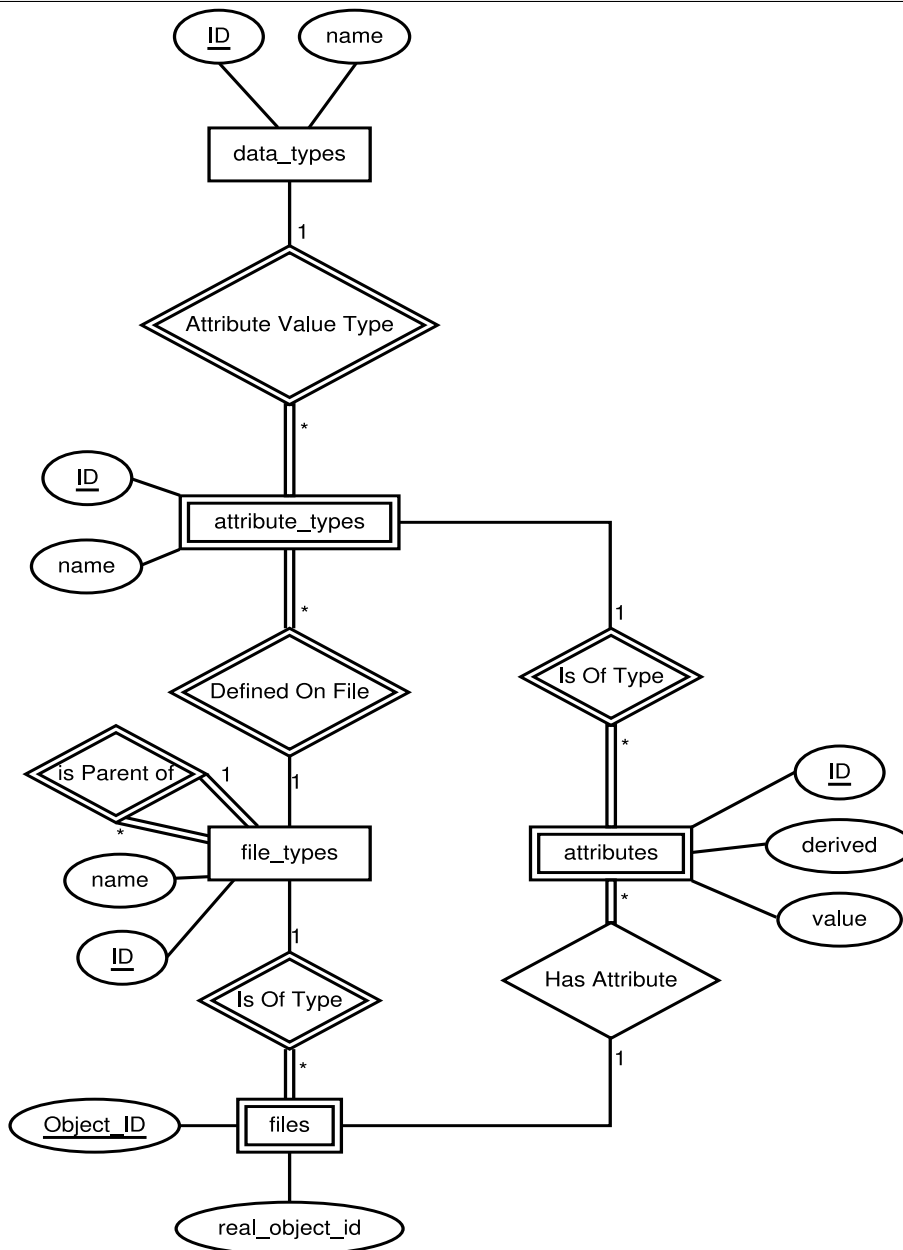 ID
name
data_types
1
Attribute Value Type
*
ID
attribute_types
name
*
1
Defined On File
Is Of Type
is Parent of
1
1
*
ID
*
file_types
attributes
derived
name
*
value
ID
1
Is Of Type
Has Attribute
*
1
Object_ID
files
real_object_id